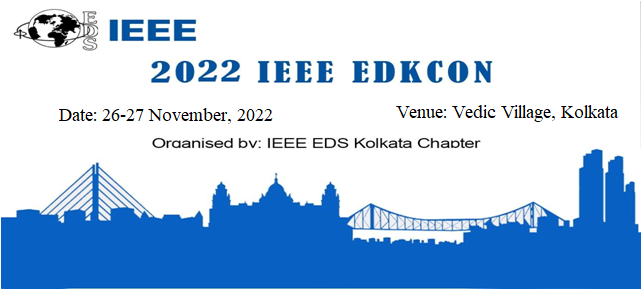 EDS
IEEE
2022 IEEE EDKCON
Date: 26-27 November, 2022
Venue: Vedic Village, Kolkata
Organised by: IEEE EDS Kolkata Chapter